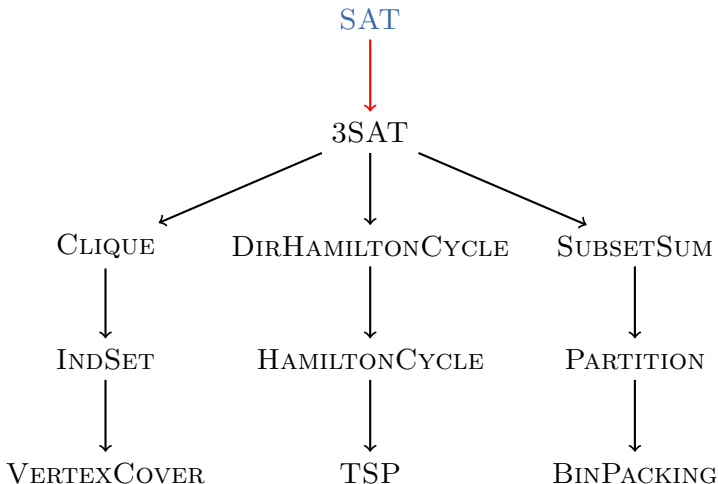 SAT
3SAT
CLIQUE DIRHAMILTONCYCLE SUBSETSUM
INDSET HAMILTONCYCLE PARTITION
VERTEXCOVER TSP BINPACKING